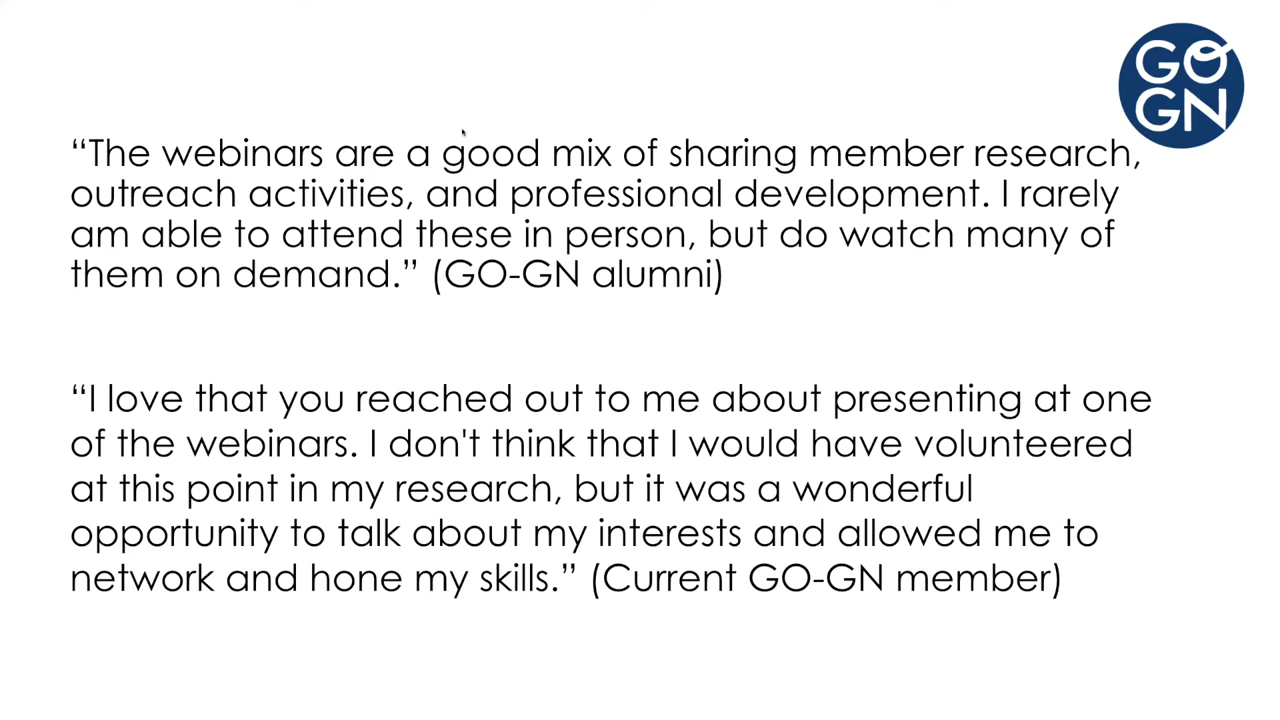 GO
GN
“The webinars are a good mix of sharing member research,
outreach activities, and professional development. I rarely
am able to attend these in person, but do watch many of
them on demand.” (GO-GN alumni)
“I love that you reached out to me about presenting at one
of the webinars. I don't think that I would have volunteered
at this point in my research, but it was a wonderful
opportunity to talk about my interests and allowed me to
network and hone my skills.” (Current GO-GN member)